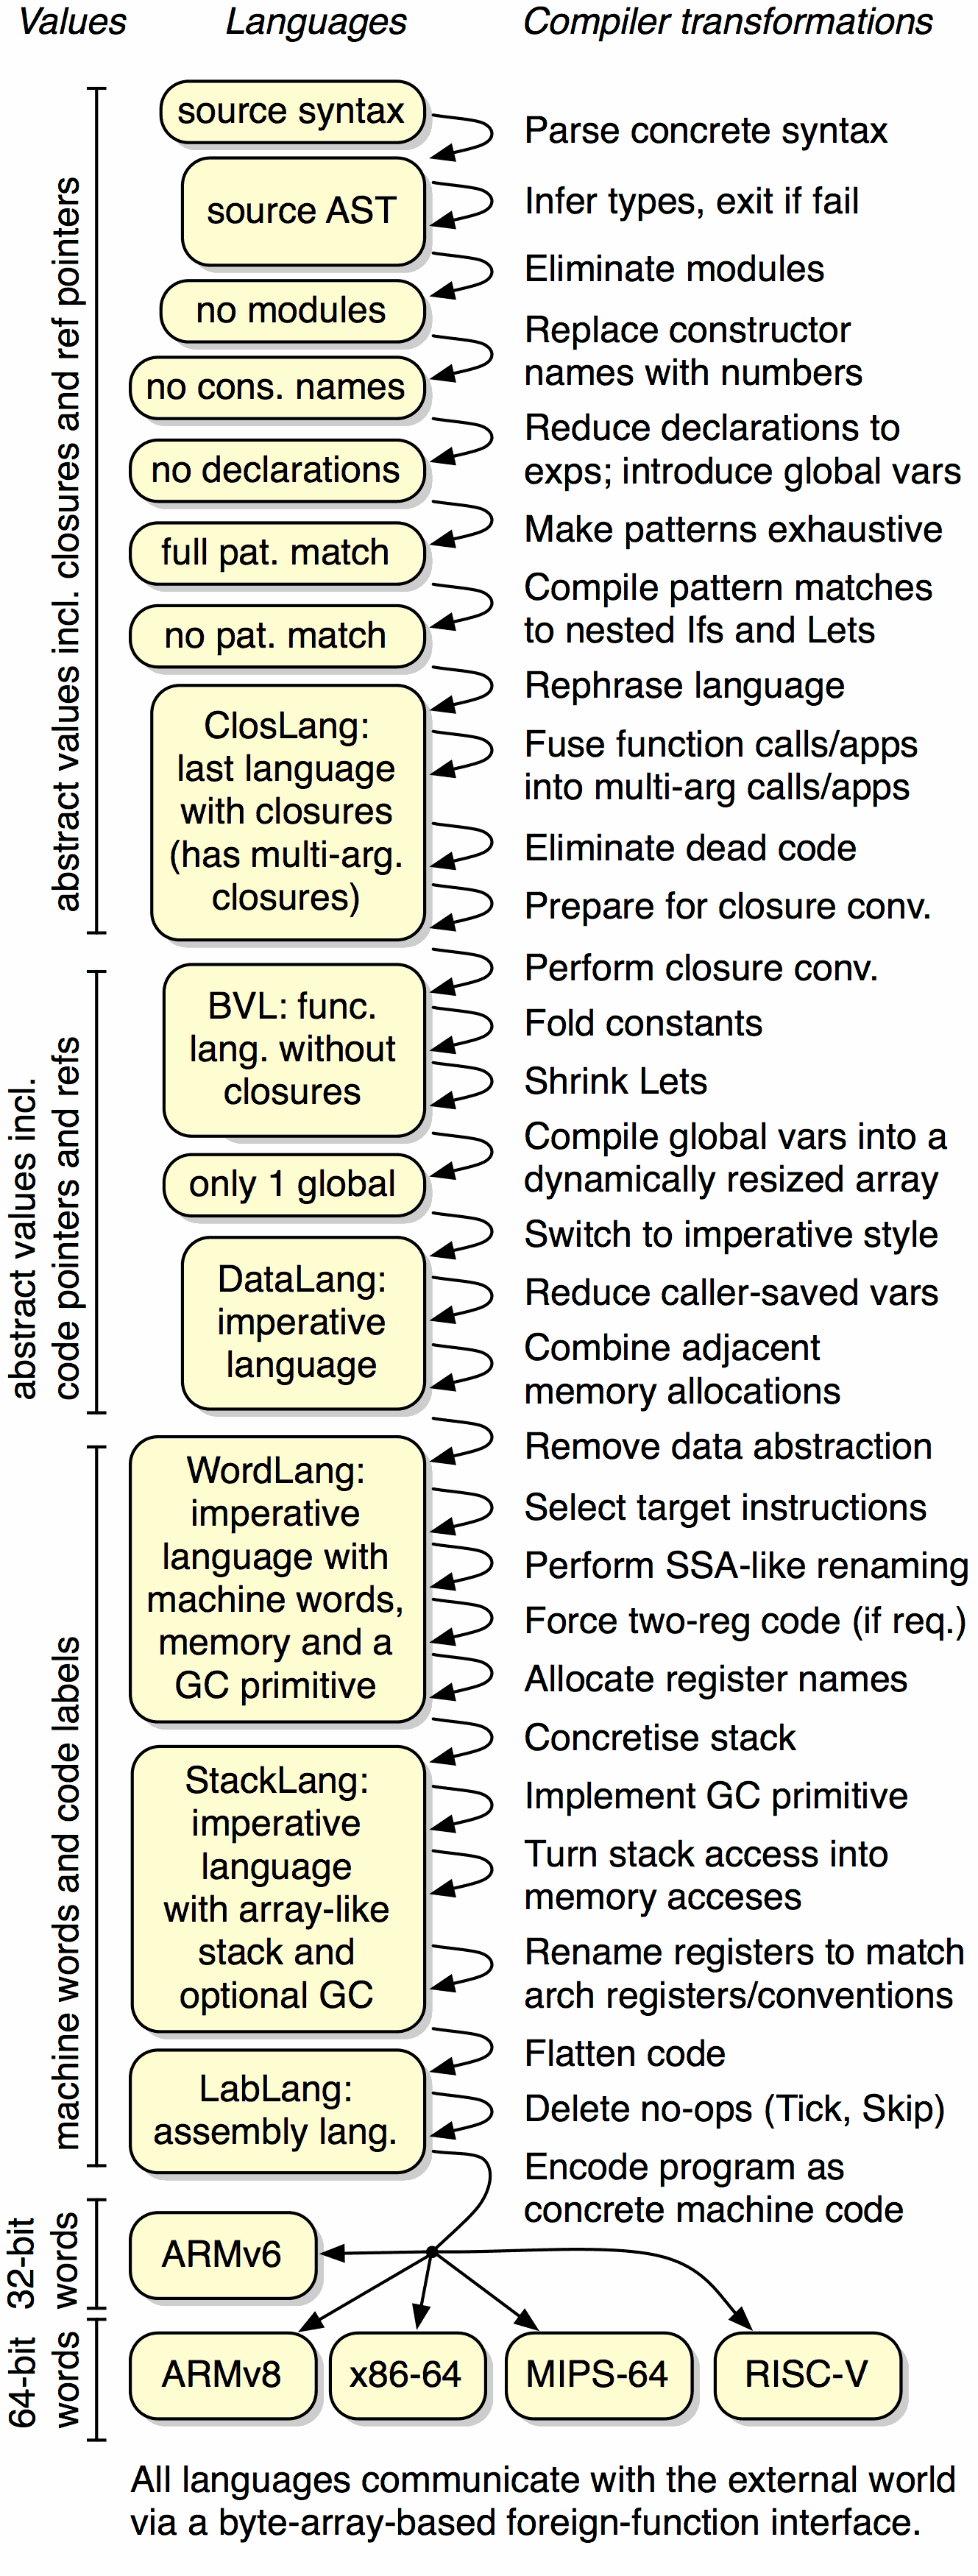 Values Languages Compiler transformations
abstract values incl. closures and ref pointers
source syntax
Parse concrete syntax
source AST
Infer types, exit if fail
Eliminate modules
no modules
Replace constructor
names with numbers
no cons. names
Reduce declarations to
exps; introduce global vars
no declarations
Make patterns exhaustive
full pat. match
Compile pattern matches
to nested Ifs and Lets
no pat. match
Rephrase language
ClosLang:
last language
with closures
(has multi-arg.
closures)
Fuse function calls/apps
into multi-arg calls/apps
Eliminate dead code
Prepare for closure conv.
abstract values incl.
code pointers and refs
Perform closure conv.
BVL: func.
lang. without
closures
Fold constants
Shrink Lets
Compile global vars into a
dynamically resized array
only 1 global
Switch to imperative style
DataLang:
imperative
language
Reduce caller-saved vars
Combine adjacent
memory allocations
machine words and code labels
Remove data abstraction
WordLang:
imperative
language with
machine words,
memory and a
GC primitive
Select target instructions
Perform SSA-like renaming
Force two-reg code (if req.)
Allocate register names
Concretise stack
StackLang:
imperative
language
with array-like
stack and
optional GC
Implement GC primitive
Turn stack access into
memory acceses
Rename registers to match
arch registers/conventions
Flatten code
LabLang:
assembly lang.
Delete no-ops (Tick, Skip)
Encode program as
concrete machine code
32-bit
words
ARMv6
64-bit
words
ARMv8 x86-64 MIPS-64 RISC-V
All languages communicate with the external world
via a byte-array-based foreign-function interface.